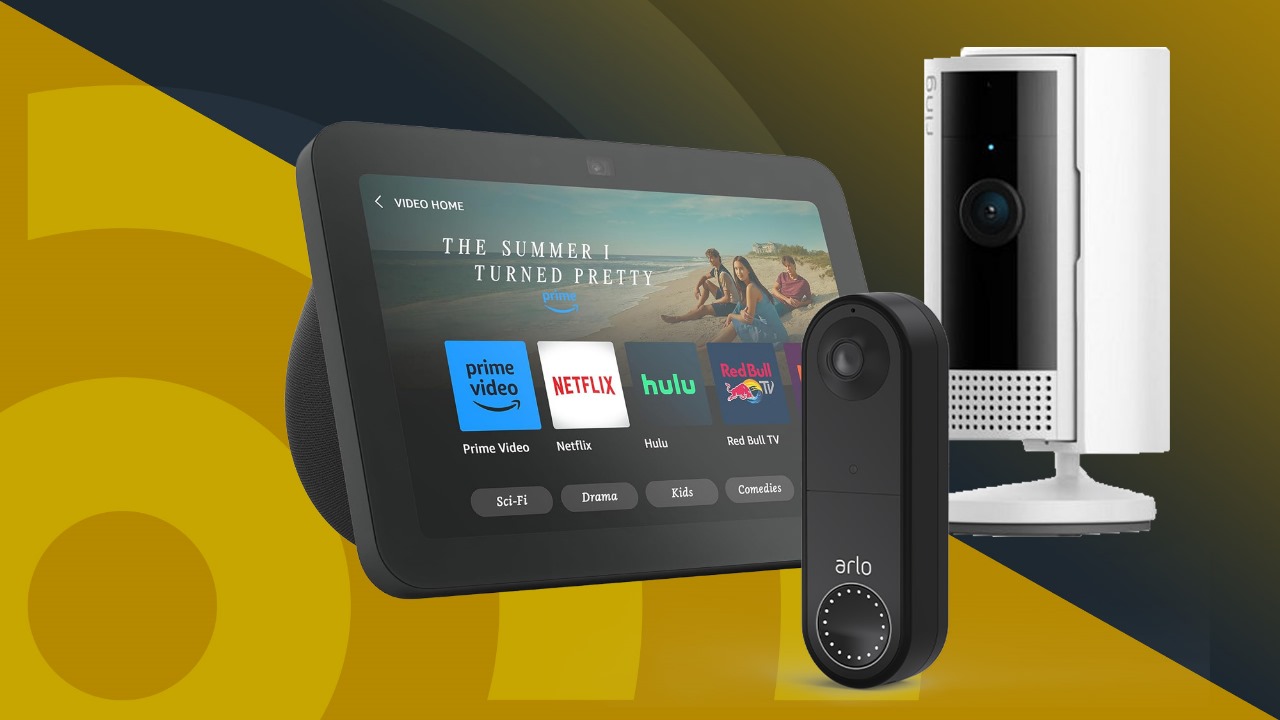 VIDEO HOME
THE SUMMER I
TURNED PRETTY
prime
prime
video
NETFLIX
hulu
RedBull
TV
Prime Video
Netflix
Hulu
Red Bull TV
Sci-Fi
Drama
Kids
Comedies
arlo
ring